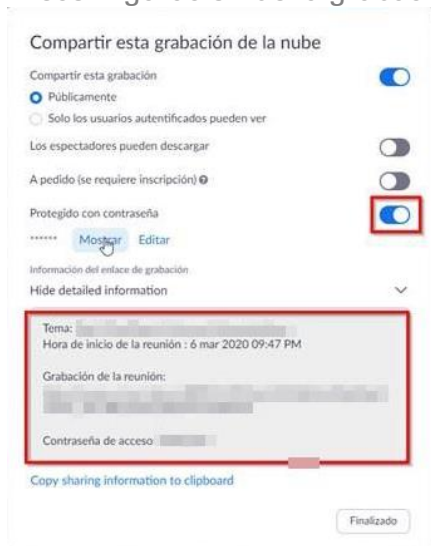 Compartir esta grabación de la nube
Compartir esta grabación
Públicamente
Solo los usuarios autentificados pueden ver
Los espectadores pueden descargar
A pedido (se requiere inscripción)
Protegido con contraseña
****** Mostrar Editar
Información del enlace de grabación
Hide detailed information
Tema:
Hora de inicio de la reunión : 6 mar 2020 09:47 PM
Grabación de la reunión:
Contraseña de acceso
Copy sharing information to clipboard
Finalizado